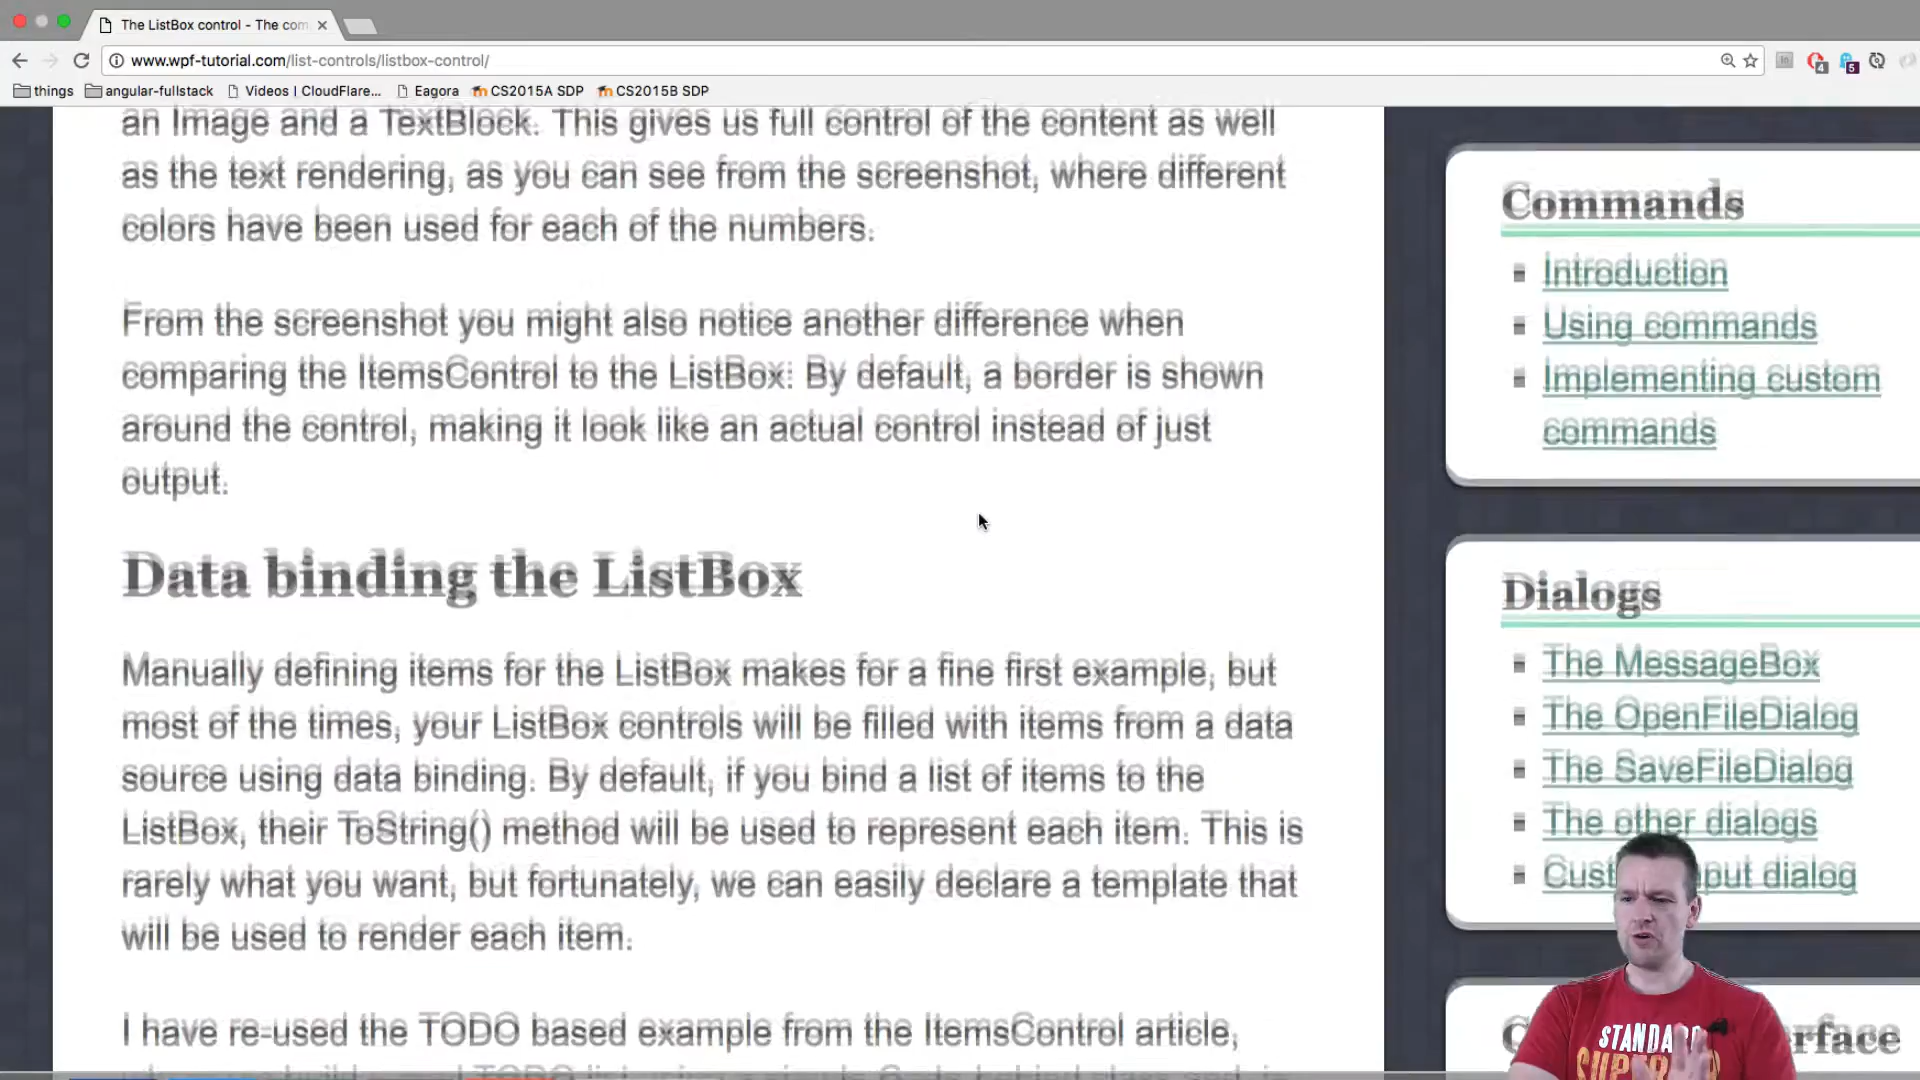 The ListBox control - The com
www.wpf-tutorial.com/list-controls/listbox-control/
things
angular-fullstack
Videos | CloudFlare...
Eagora
CS2015A SDP
CS2015B SDP
4
5
an Image and a TextBlock. This gives us full control of the content as well
as the text rendering, as you can see from the screenshot, where different
colors have been used for each of the numbers.
From the screenshot you might also notice another difference when
comparing the ItemsControl to the ListBox: By default, a border is shown
around the control, making it look like an actual control instead of just
output.
Data binding the ListBox
Manually defining items for the ListBox makes for a fine first example, but
most of the times, your ListBox controls will be filled with items from a data
source using data binding. By default, if you bind a list of items to the
ListBox, their ToString() method will be used to represent each item. This is
rarely what you want, but fortunately, we can easily declare a template that
will be used to render each item.
I have re-used the TODO based example from the ItemsControl article,
Commands
Introduction
Using commands
Implementing custom
commands
Dialogs
The MessageBox
The OpenFileDialog
The SaveFileDialog
The other dialogs
Cust put dialog
rface
STANDARD